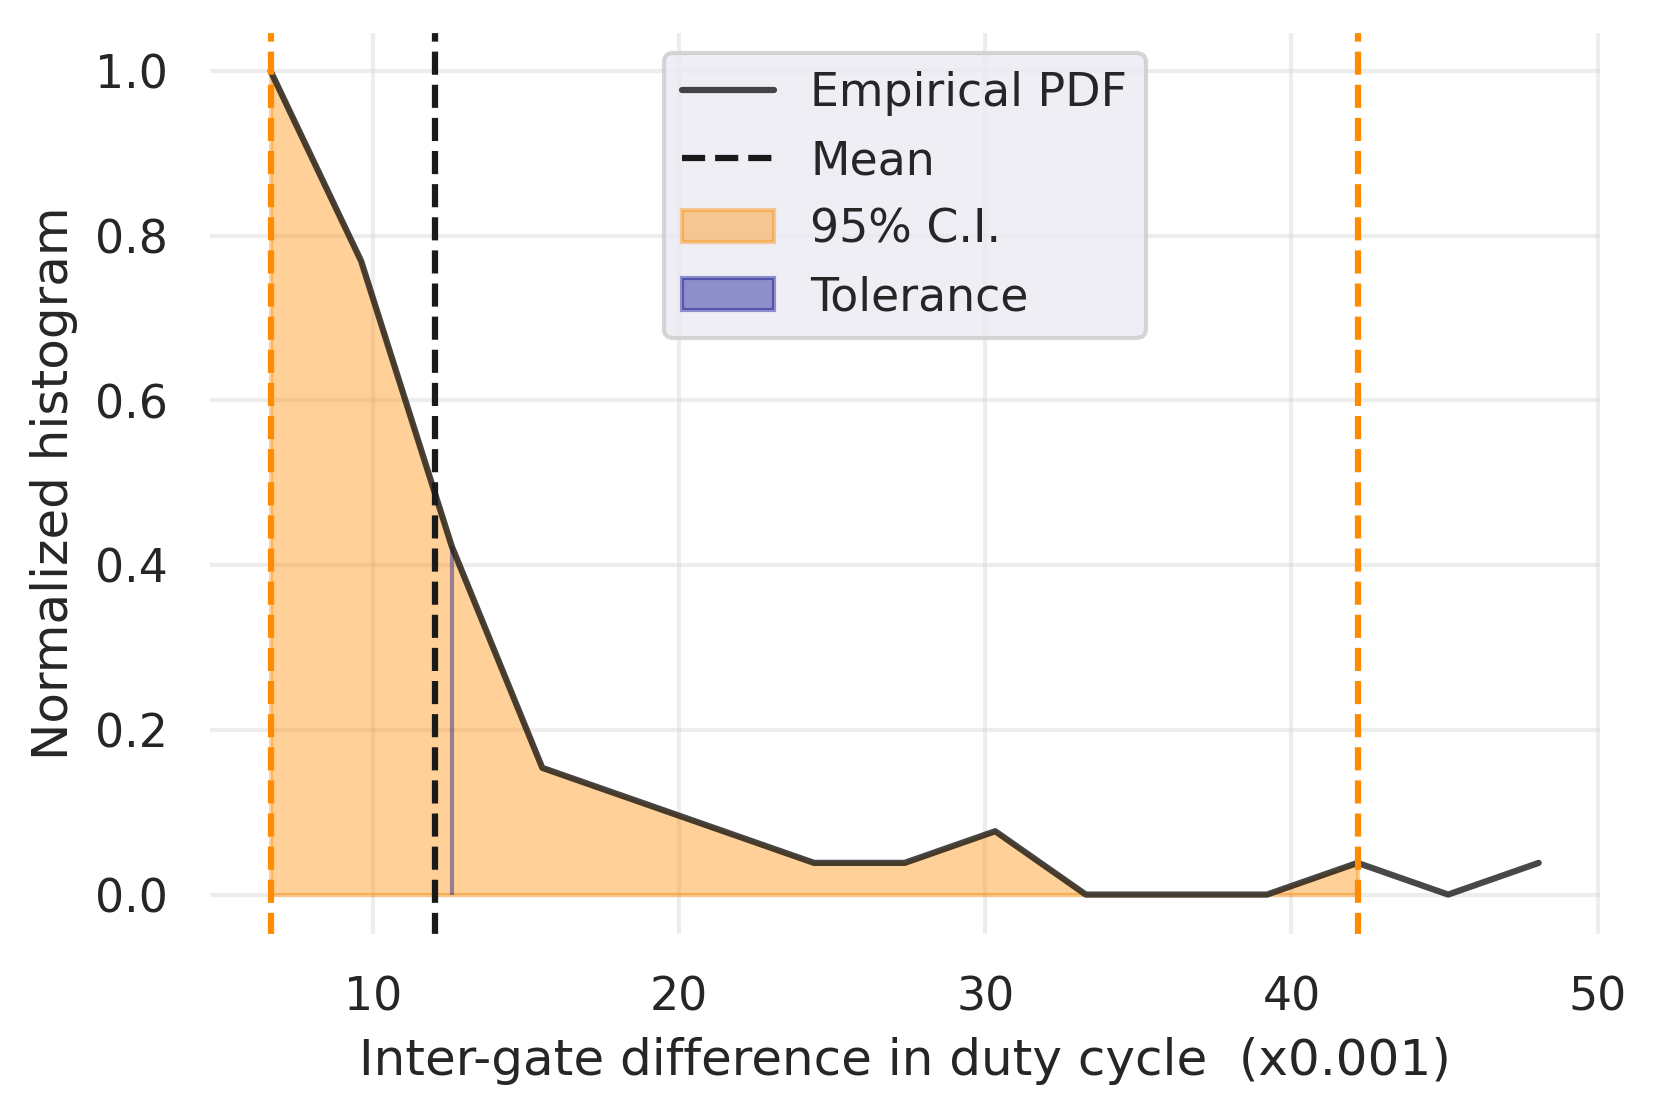 1.0
0.8
0.6
0.4
0.2
0.0
Normalized histogram
Empirical PDF
Mean
95% C.I.
Tolerance
10 20 30 40 50
Inter-gate difference in duty cycle (x0.001)